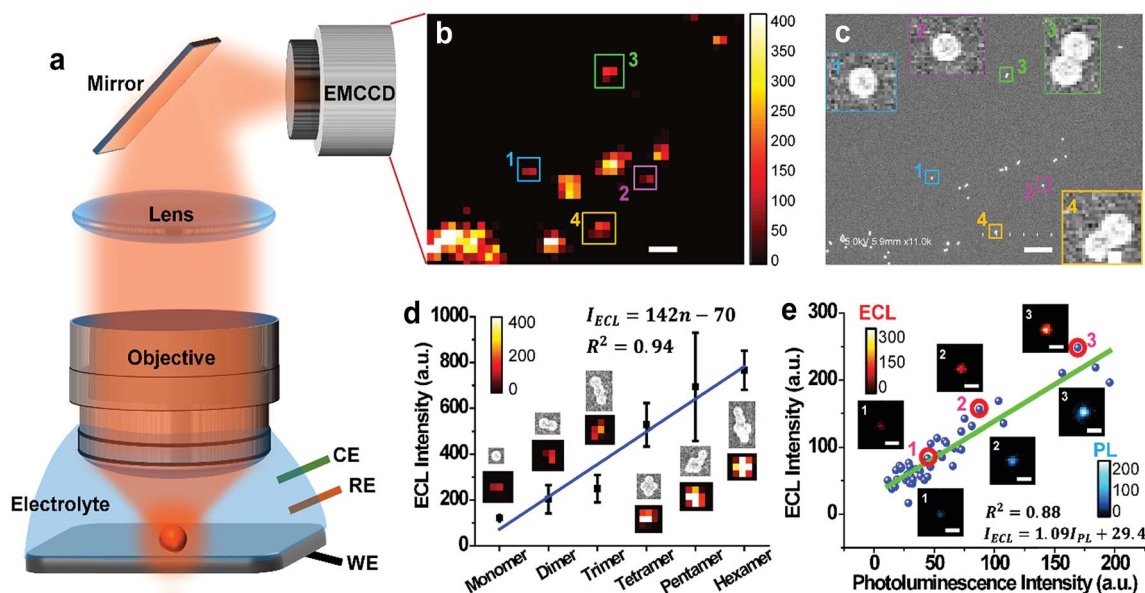 a
Mirror
EMCCD
Lens
Objective
Electrolyte
CE
RE
WE
b
1
2
3
4
400
350
300
250
200
150
100
50
0
c
1
2
3
1
2
3
4
4
5.0kV 5.9mm x11.0k
d
ECL Intensity (a.u.)
1000
800
600
400
200
0
400
200
0
I_ECL = 142n − 70
R² = 0.94
Monomer
Dimer
Trimer
Tetramer
Pentamer
Hexamer
e
ECL Intensity (a.u.)
300
200
100
0
ECL
300
150
0
1
2
3
1
2
3
1
2
3
PL
120
60
0
R² = 0.88
I_ECL = 1.09I_PL + 29.4
0
50
100
150
200
Photoluminescence Intensity (a.u.)